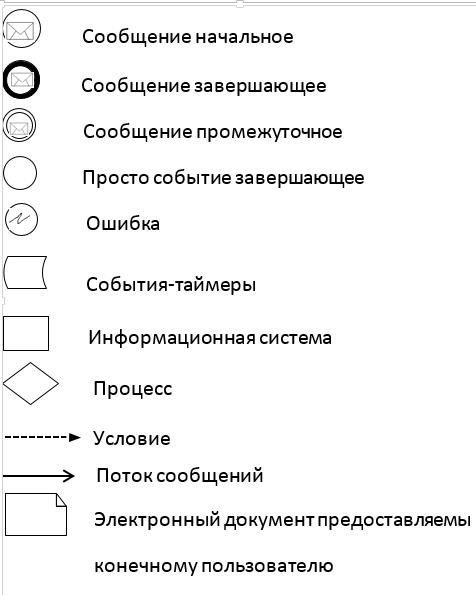 Сообщение начальное
Сообщение завершающее
Сообщение промежуточное
Просто событие завершающее
Ошибка
События-таймеры
Информационная система
Процесс
Условие
Поток сообщений
Электронный документ предоставляемы
конечному пользователю